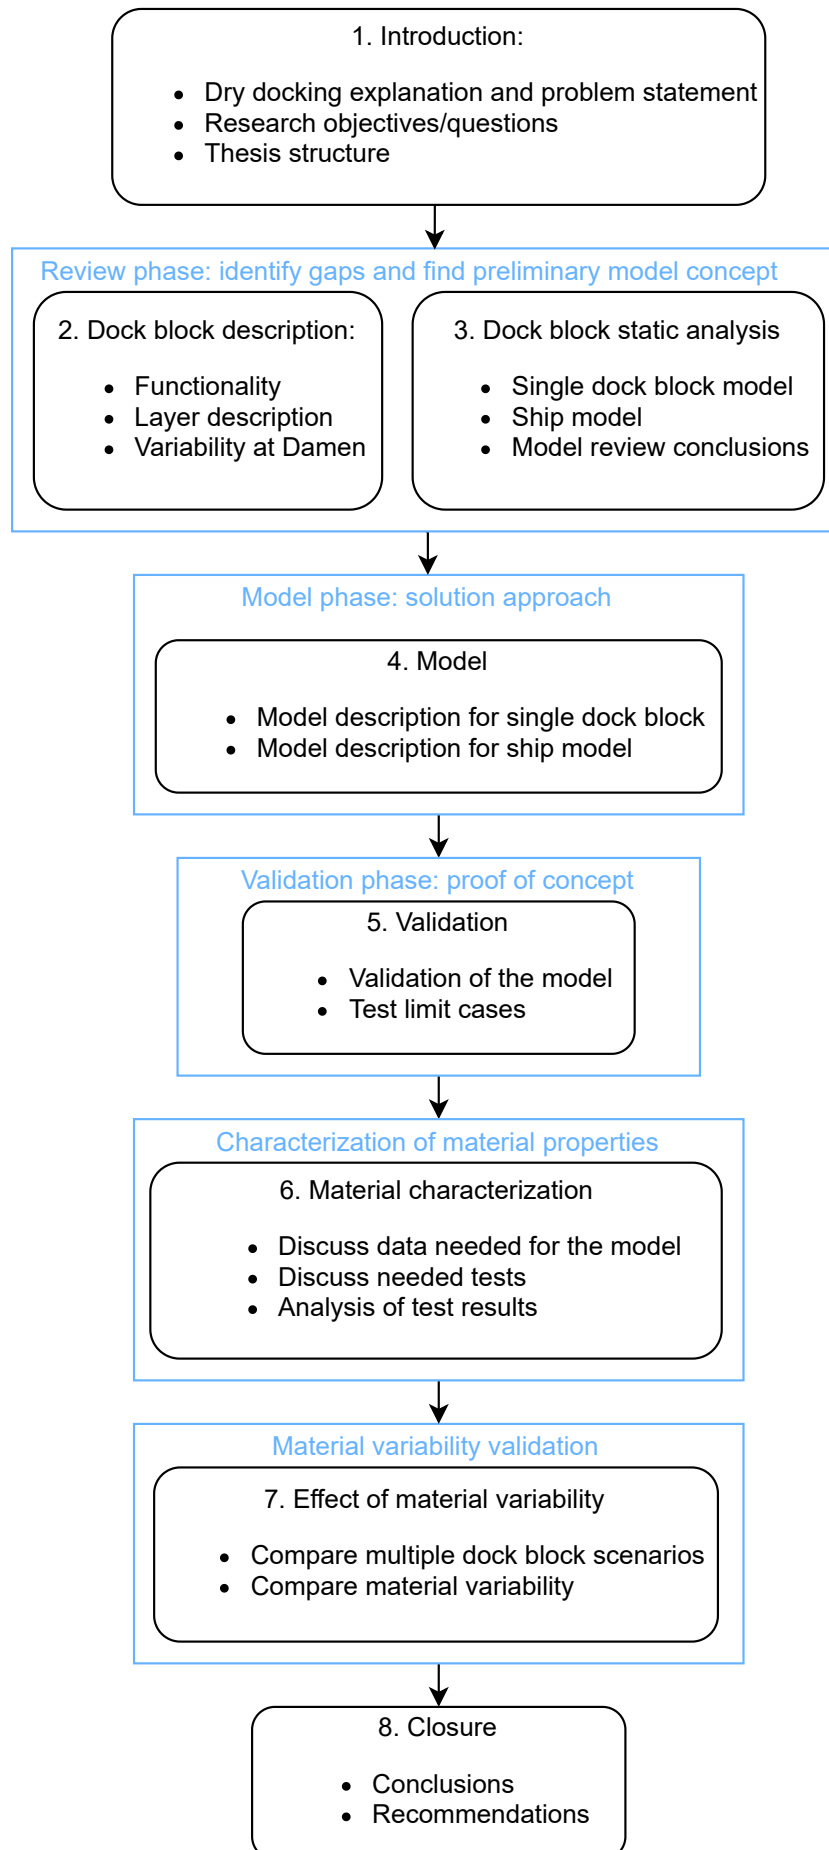 1. Introduction:
• Dry docking explanation and problem statement
• Research objectives/questions
• Thesis structure
Review phase: identify gaps and find preliminary model concept
2. Dock block description:
• Functionality
• Layer description
• Variability at Damen
3. Dock block static analysis
• Single dock block model
• Ship model
• Model review conclusions
Model phase: solution approach
4. Model
• Model description for single dock block
• Model description for ship model
Validation phase: proof of concept
5. Validation
• Validation of the model
• Test limit cases
Characterization of material properties
6. Material characterization
• Discuss data needed for the model
• Discuss needed tests
• Analysis of test results
Material variability validation
7. Effect of material variability
• Compare multiple dock block scenarios
• Compare material variability
8. Closure
• Conclusions
• Recommendations